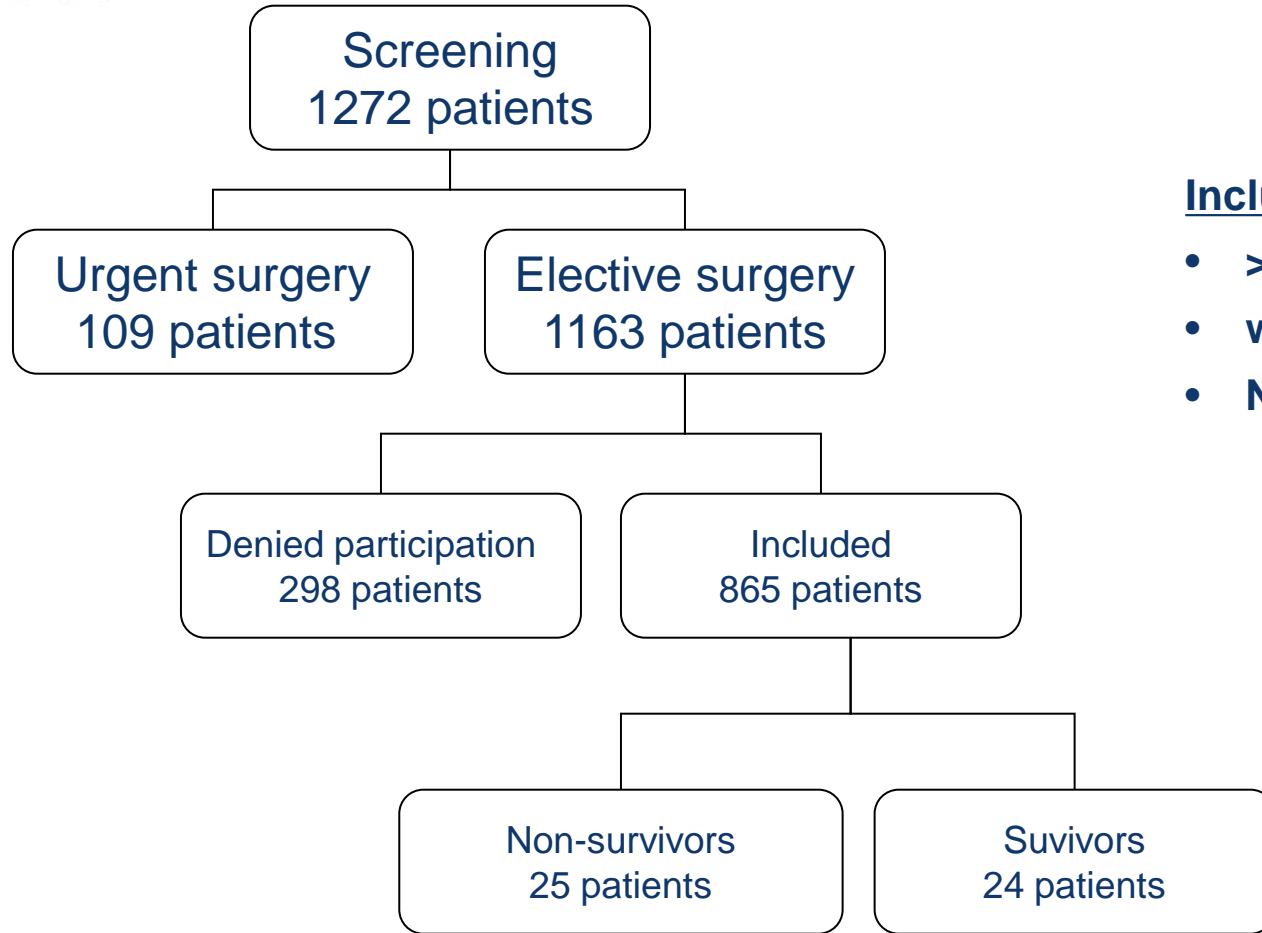 Screening
1272 patients
Urgent surgery
109 patients
Elective surgery
1163 patients
Denied participation
298 patients
Included
865 patients
Non-survivors
25 patients
Suvivors
24 patients
• >